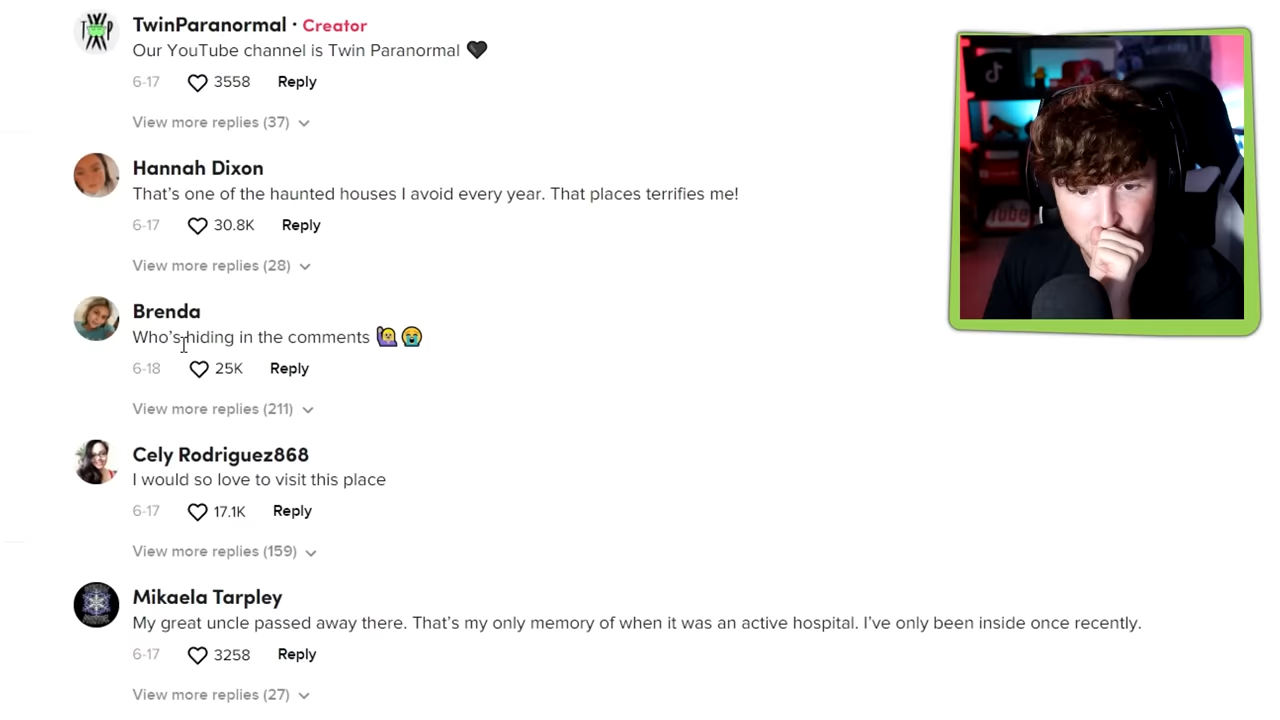 TwinParanormal · Creator
Our YouTube channel is Twin Paranormal 🖤
6-17 3558 Reply
View more replies (37)
Hannah Dixon
That's one of the haunted houses I avoid every year. That places terrifies me!
6-17 30.8K Reply
View more replies (28)
Brenda
Who's hiding in the comments 🙋😭
6-18 25K Reply
View more replies (211)
Cely Rodriguez868
I would so love to visit this place
6-17 17.1K Reply
View more replies (159)
Mikaela Tarpley
My great uncle passed away there. That's my only memory of when it was an active hospital. I've only been inside once recently.
6-17 3258 Reply
View more replies (27)